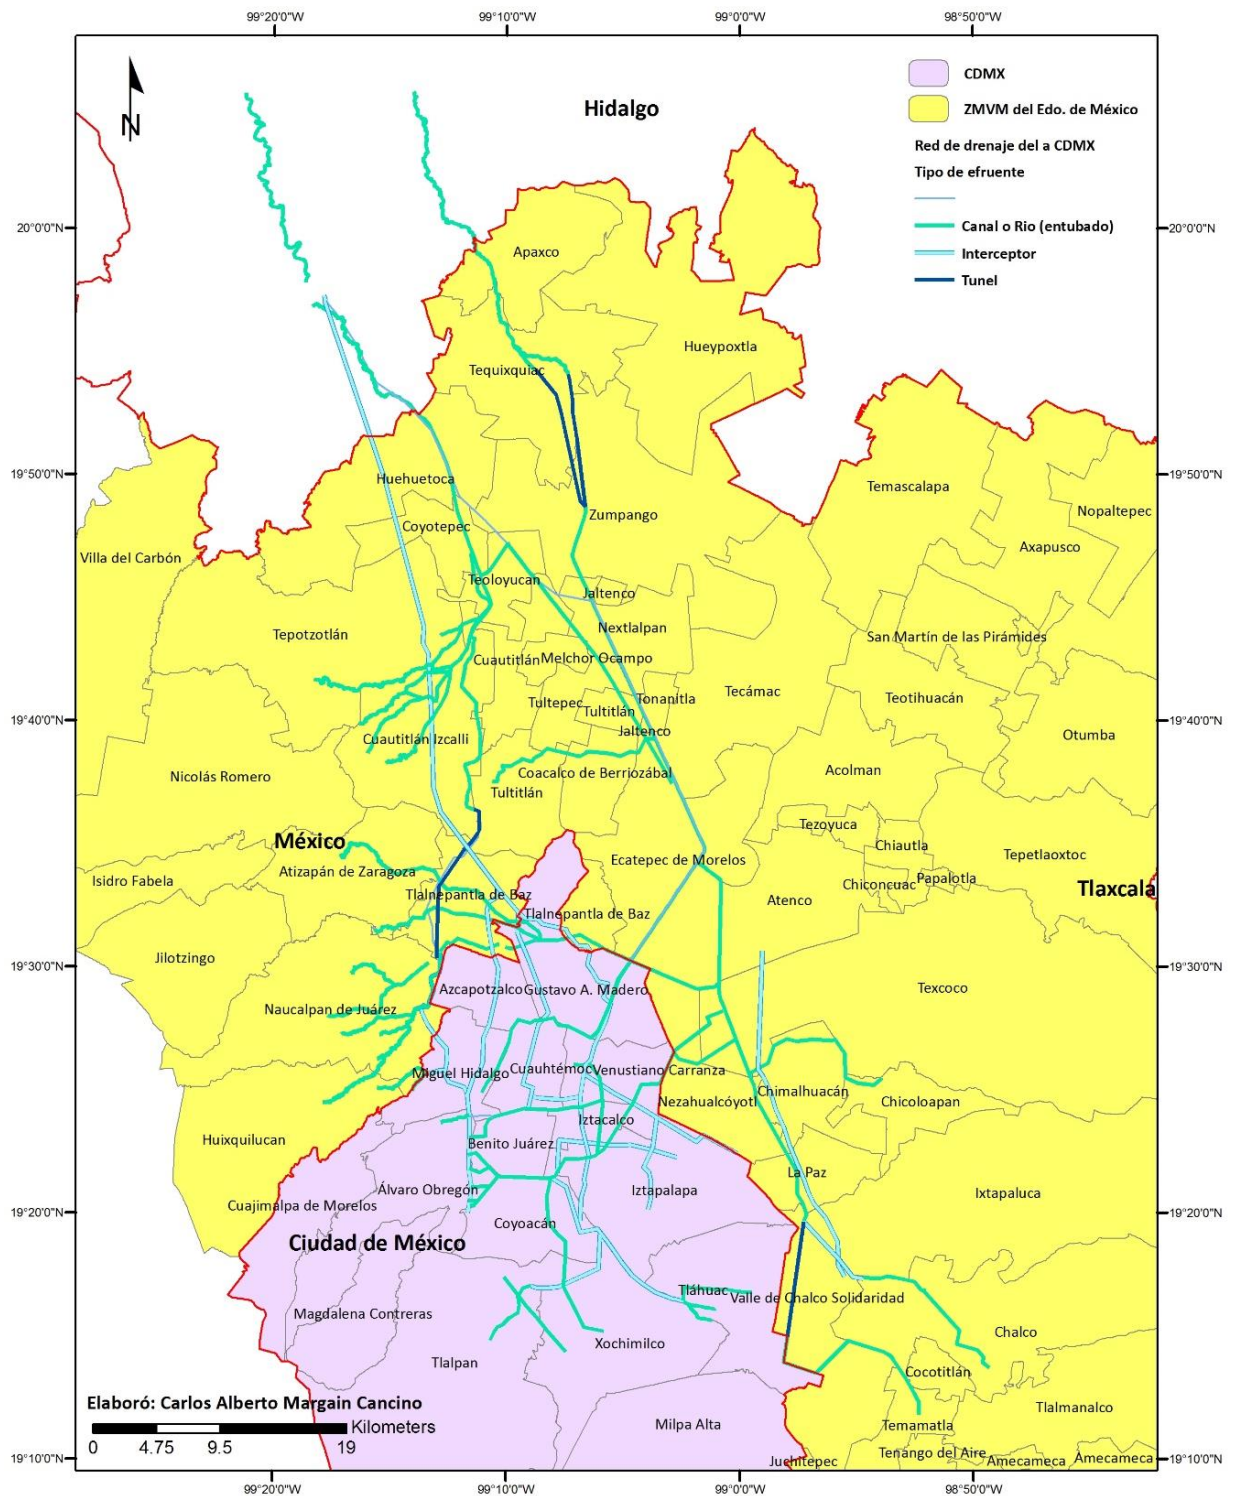 99°20'0"W
99°10'0"W
99°0'0"W
98°50'0"W
N
Hidalgo
CDMX
ZMVM del Edo. de México
Red de drenaje del a CDMX
Tipo de efruente
Canal o Rio (entubado)
Interceptor
Tunel
20°0'0"N
20°0'0"N
Apaxco
Hueypoxtla
Tequixquiac
19°50'0"N
19°50'0"N
Huehuetoca
Temascalapa
Nopaltepec
Zumpango
Coyotepec
Axapusco
Villa del Carbón
Teoloyucan
Jaltenco
Nextlalpan
Tepotzotlán
San Martín de las Pirámides
Cuautitlán
Melchor Ocampo
Tecámac
Teotihuacán
Tonanitla
Tultepec
Tultitlán
19°40'0"N
19°40'0"N
Jaltenco
Otumba
Cuautitlán Izcalli
Acolman
Nicolás Romero
Coacalco de Berriozábal
Tultitlán
Tezoyuca
México
Chiautla
Tepetlaoxtoc
Ecatepec de Morelos
Atizapán de Zaragoza
Isidro Fabela
Chiconcuac
Papalotla
Tlaxcala
Tlalnepantla de Baz
Atenco
Tlalnepantla de Baz
Jilotzingo
19°30'0"N
19°30'0"N
Azcapotzalco
Gustavo A. Madero
Texcoco
Naucalpan de Juárez
Miguel Hidalgo
Cuauhtémoc
Venustiano Carranza
Chimalhuacán
Nezahualcóyotl
Chicoloapan
Iztacalco
Huixquilucan
Benito Juárez
La Paz
Álvaro Obregón
Iztapalapa
Ixtapaluca
Cuajimalpa de Morelos
19°20'0"N
19°20'0"N
Coyoacán
Ciudad de México
Tláhuac
Valle de Chalco Solidaridad
Magdalena Contreras
Chalco
Xochimilco
Tlalpan
Cocotitlán
Elaboró: Carlos Alberto Margain Cancino
Tlalmanalco
Kilometers
Milpa Alta
Temamatla
0 4.75 9.5 19
Tenango del Aire
19°10'0"N
Juchitepec
Amecameca
Amecameca
19°10'0"N
99°20'0"W
99°10'0"W
99°0'0"W
98°50'0"W